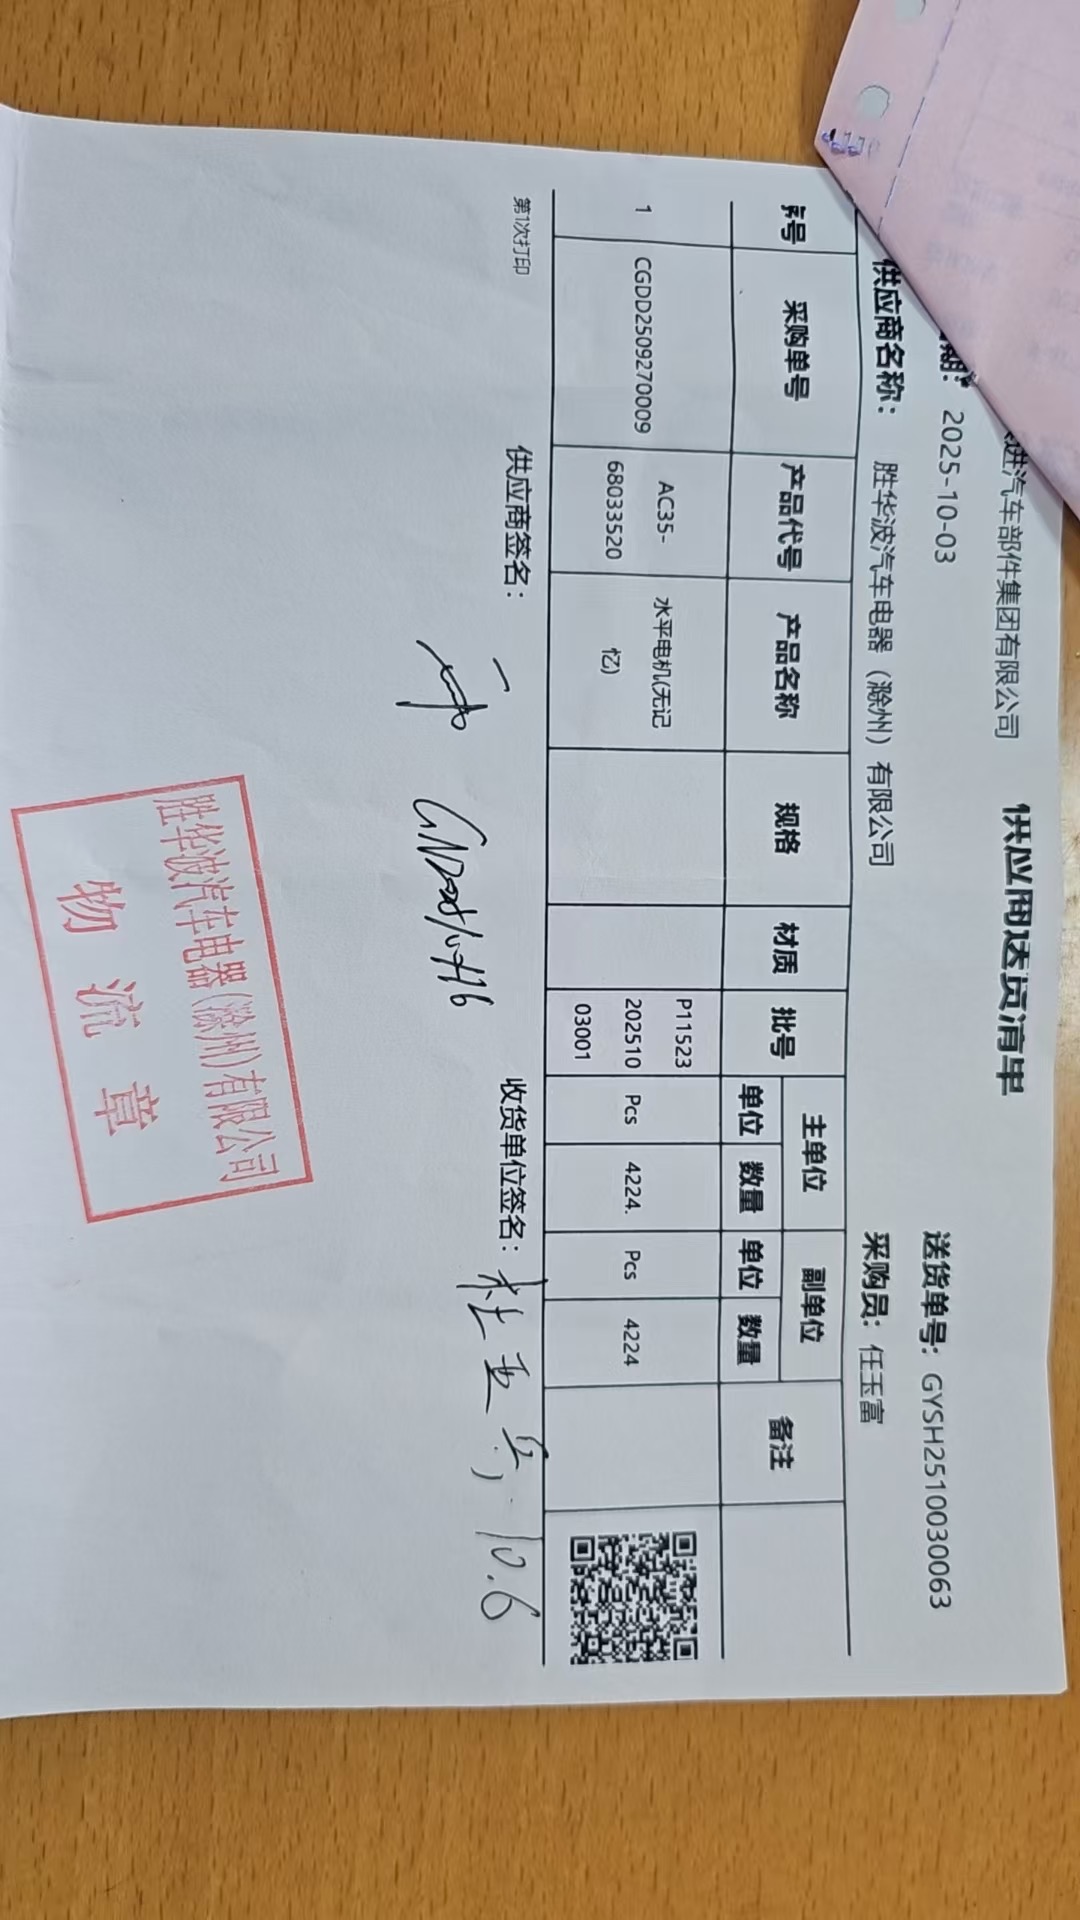 进汽车部件集团有限公司 供应商送货清单
期：2025-10-03 送货单号：GYSH2510030063
供应商名称： 胜华波汽车电器（滁州）有限公司 采购员：任玉富
序号 采购单号 产品代号 产品名称 规格 材质 批号 主单位 副单位 备注
单位 数量 单位 数量
1 CGDD2509270009 AC35-68033520 水平电机(无记忆) P1152320251003001 Pcs 4224. Pcs 4224
第1次打印 供应商签名： 收货单位签名： 10.6
胜华波汽车电器(滁州)有限公司
物流章